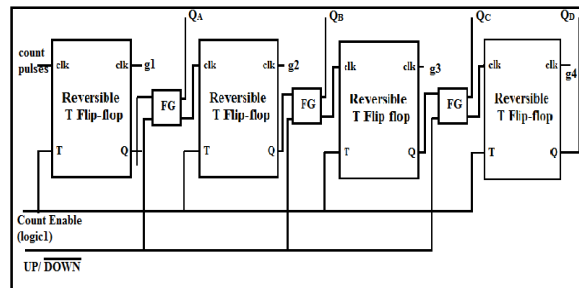 QA QB QC QD
count
pulses
clk clk g1
Reversible
T Flip-flop
T Q
FG
clk clk g2
Reversible
T Flip-flop
T Q
FG
clk clk g3
Reversible
T Flip flop
T Q
FG
clk clk g4
Reversible
T Flip-flop
T Q
Count Enable
(logic1)
UP/ DOWN